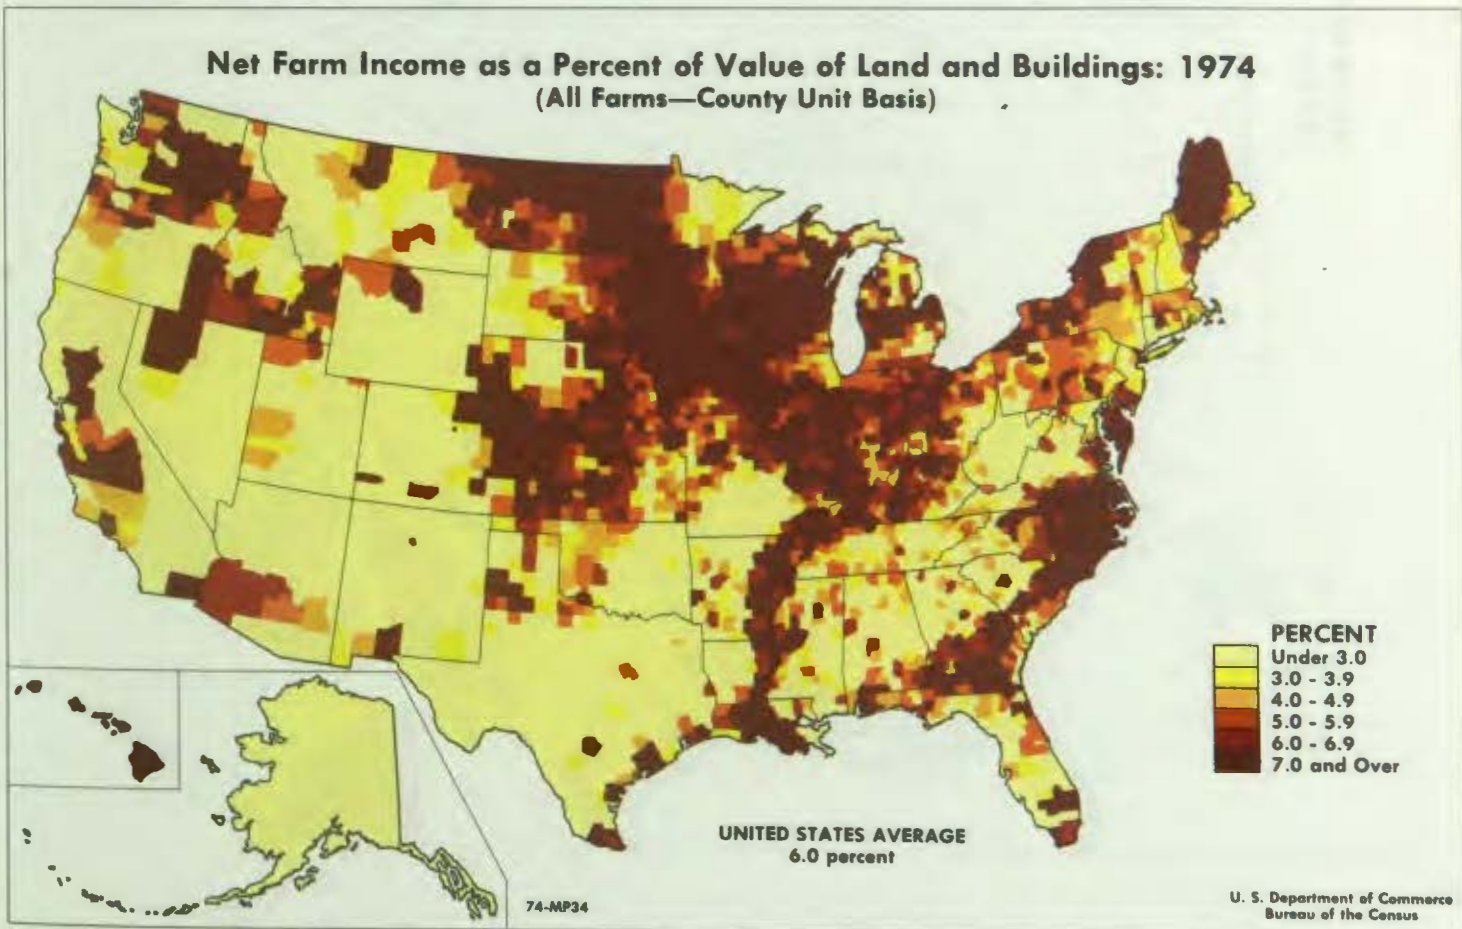 Net Farm Income as a Percent of Value of Land and Buildings: 1974
(All Farms—County Unit Basis)
PERCENT
Under 3.0
3.0 - 3.9
4.0 - 4.9
5.0 - 5.9
6.0 - 6.9
7.0 and Over
UNITED STATES AVERAGE
6.0 percent
74-MP34
U. S. Department of Commerce
Bureau of the Census